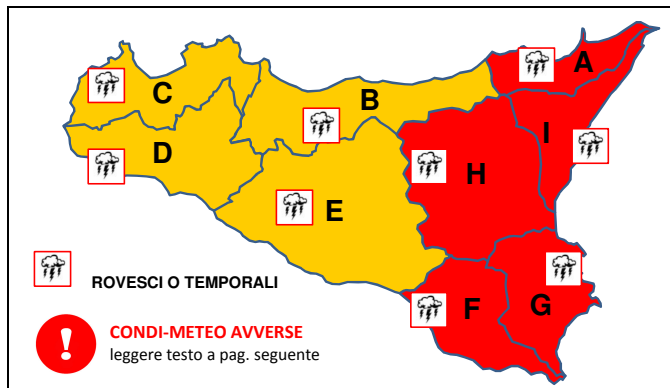 A
C
B
I
D
H
E
ROVESCI O TEMPORALI
F
G
CONDI-METEO AVVERSE
leggere testo a pag. seguente